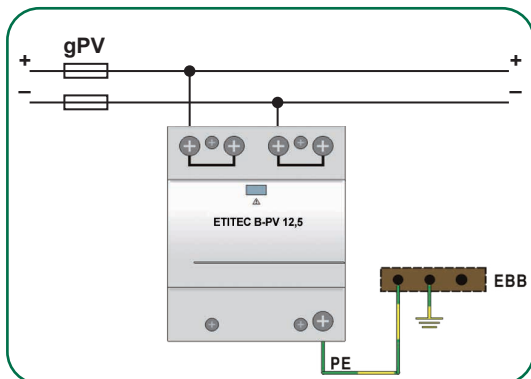 gPV
+ +
− −
ETITEC B-PV 12,5
EBB
PE